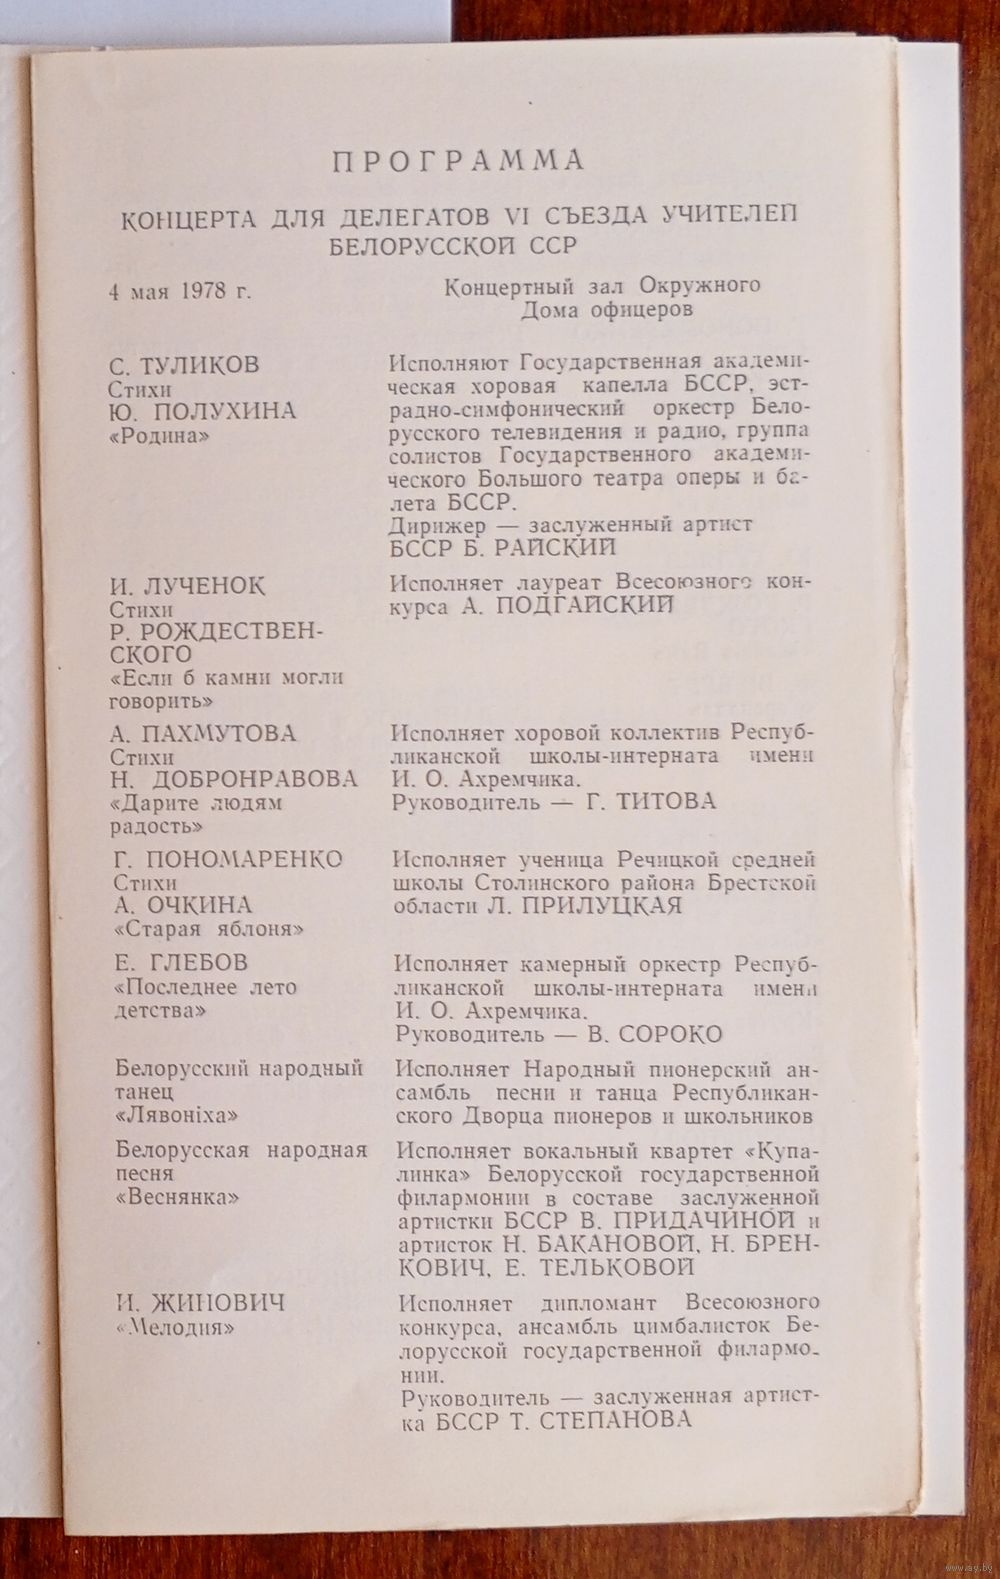 ПРОГРАММА
КОНЦЕРТА ДЛЯ ДЕЛЕГАТОВ VI СЪЕЗДА УЧИТЕЛЕЙ
БЕЛОРУССКОЙ ССР
4 мая 1978 г.
Концертный зал Окружного
Дома офицеров
С. ТУЛИКОВ
Стихи
Ю. ПОЛУХИНА
«Родина»
Исполняют Государственная академи-
ческая хоровая капелла БССР, эст-
радно-симфонический оркестр Бело-
русского телевидения и радио, группа
солистов Государственного академи-
ческого Большого театра оперы и ба-
лета БССР.
Дирижер — заслуженный артист
БССР Б. РАЙСКИЙ
И. ЛУЧЕНОК
Стихи
Р. РОЖДЕСТВЕН-
СКОГО
«Если б камни могли
говорить»
Исполняет лауреат Всесоюзного кон-
курса А. ПОДГАЙСКИЙ
А. ПАХМУТОВА
Стихи
Н. ДОБРОНРАВОВА
«Дарите людям
радость»
Исполняет хоровой коллектив Респуб-
ликанской школы-интерната имени
И. О. Ахремчика.
Руководитель — Г. ТИТОВА
Г. ПОНОМАРЕНКО
Стихи
А. ОЧКИНА
«Старая яблоня»
Исполняет ученица Речицкой средней
школы Столинского района Брестской
области Л. ПРИЛУЦКАЯ
Е. ГЛЕБОВ
«Последнее лето
детства»
Исполняет камерный оркестр Респуб-
ликанской школы-интерната имени
И. О. Ахремчика.
Руководитель — В. СОРОКО
Белорусский народный
танец
«Лявоніха»
Исполняет Народный пионерский ан-
самбль песни и танца Республикан-
ского Дворца пионеров и школьников
Белорусская народная
песня
«Веснянка»
Исполняет вокальный квартет «Купа-
линка» Белорусской государственной
филармонии в составе заслуженной
артистки БССР В. ПРИДАЧИНОЙ и
артисток Н. БАКАНОВОЙ, Н. БРЕН-
КОВИЧ, Е. ТЕЛЬКОВОЙ
И. ЖИНОВИЧ
«Мелодия»
Исполняет дипломант Всесоюзного
конкурса, ансамбль цимбалисток Бе-
лорусской государственной филармо-
нии.
Руководитель — заслуженная артист-
ка БССР Т. СТЕПАНОВА
www.ay.by